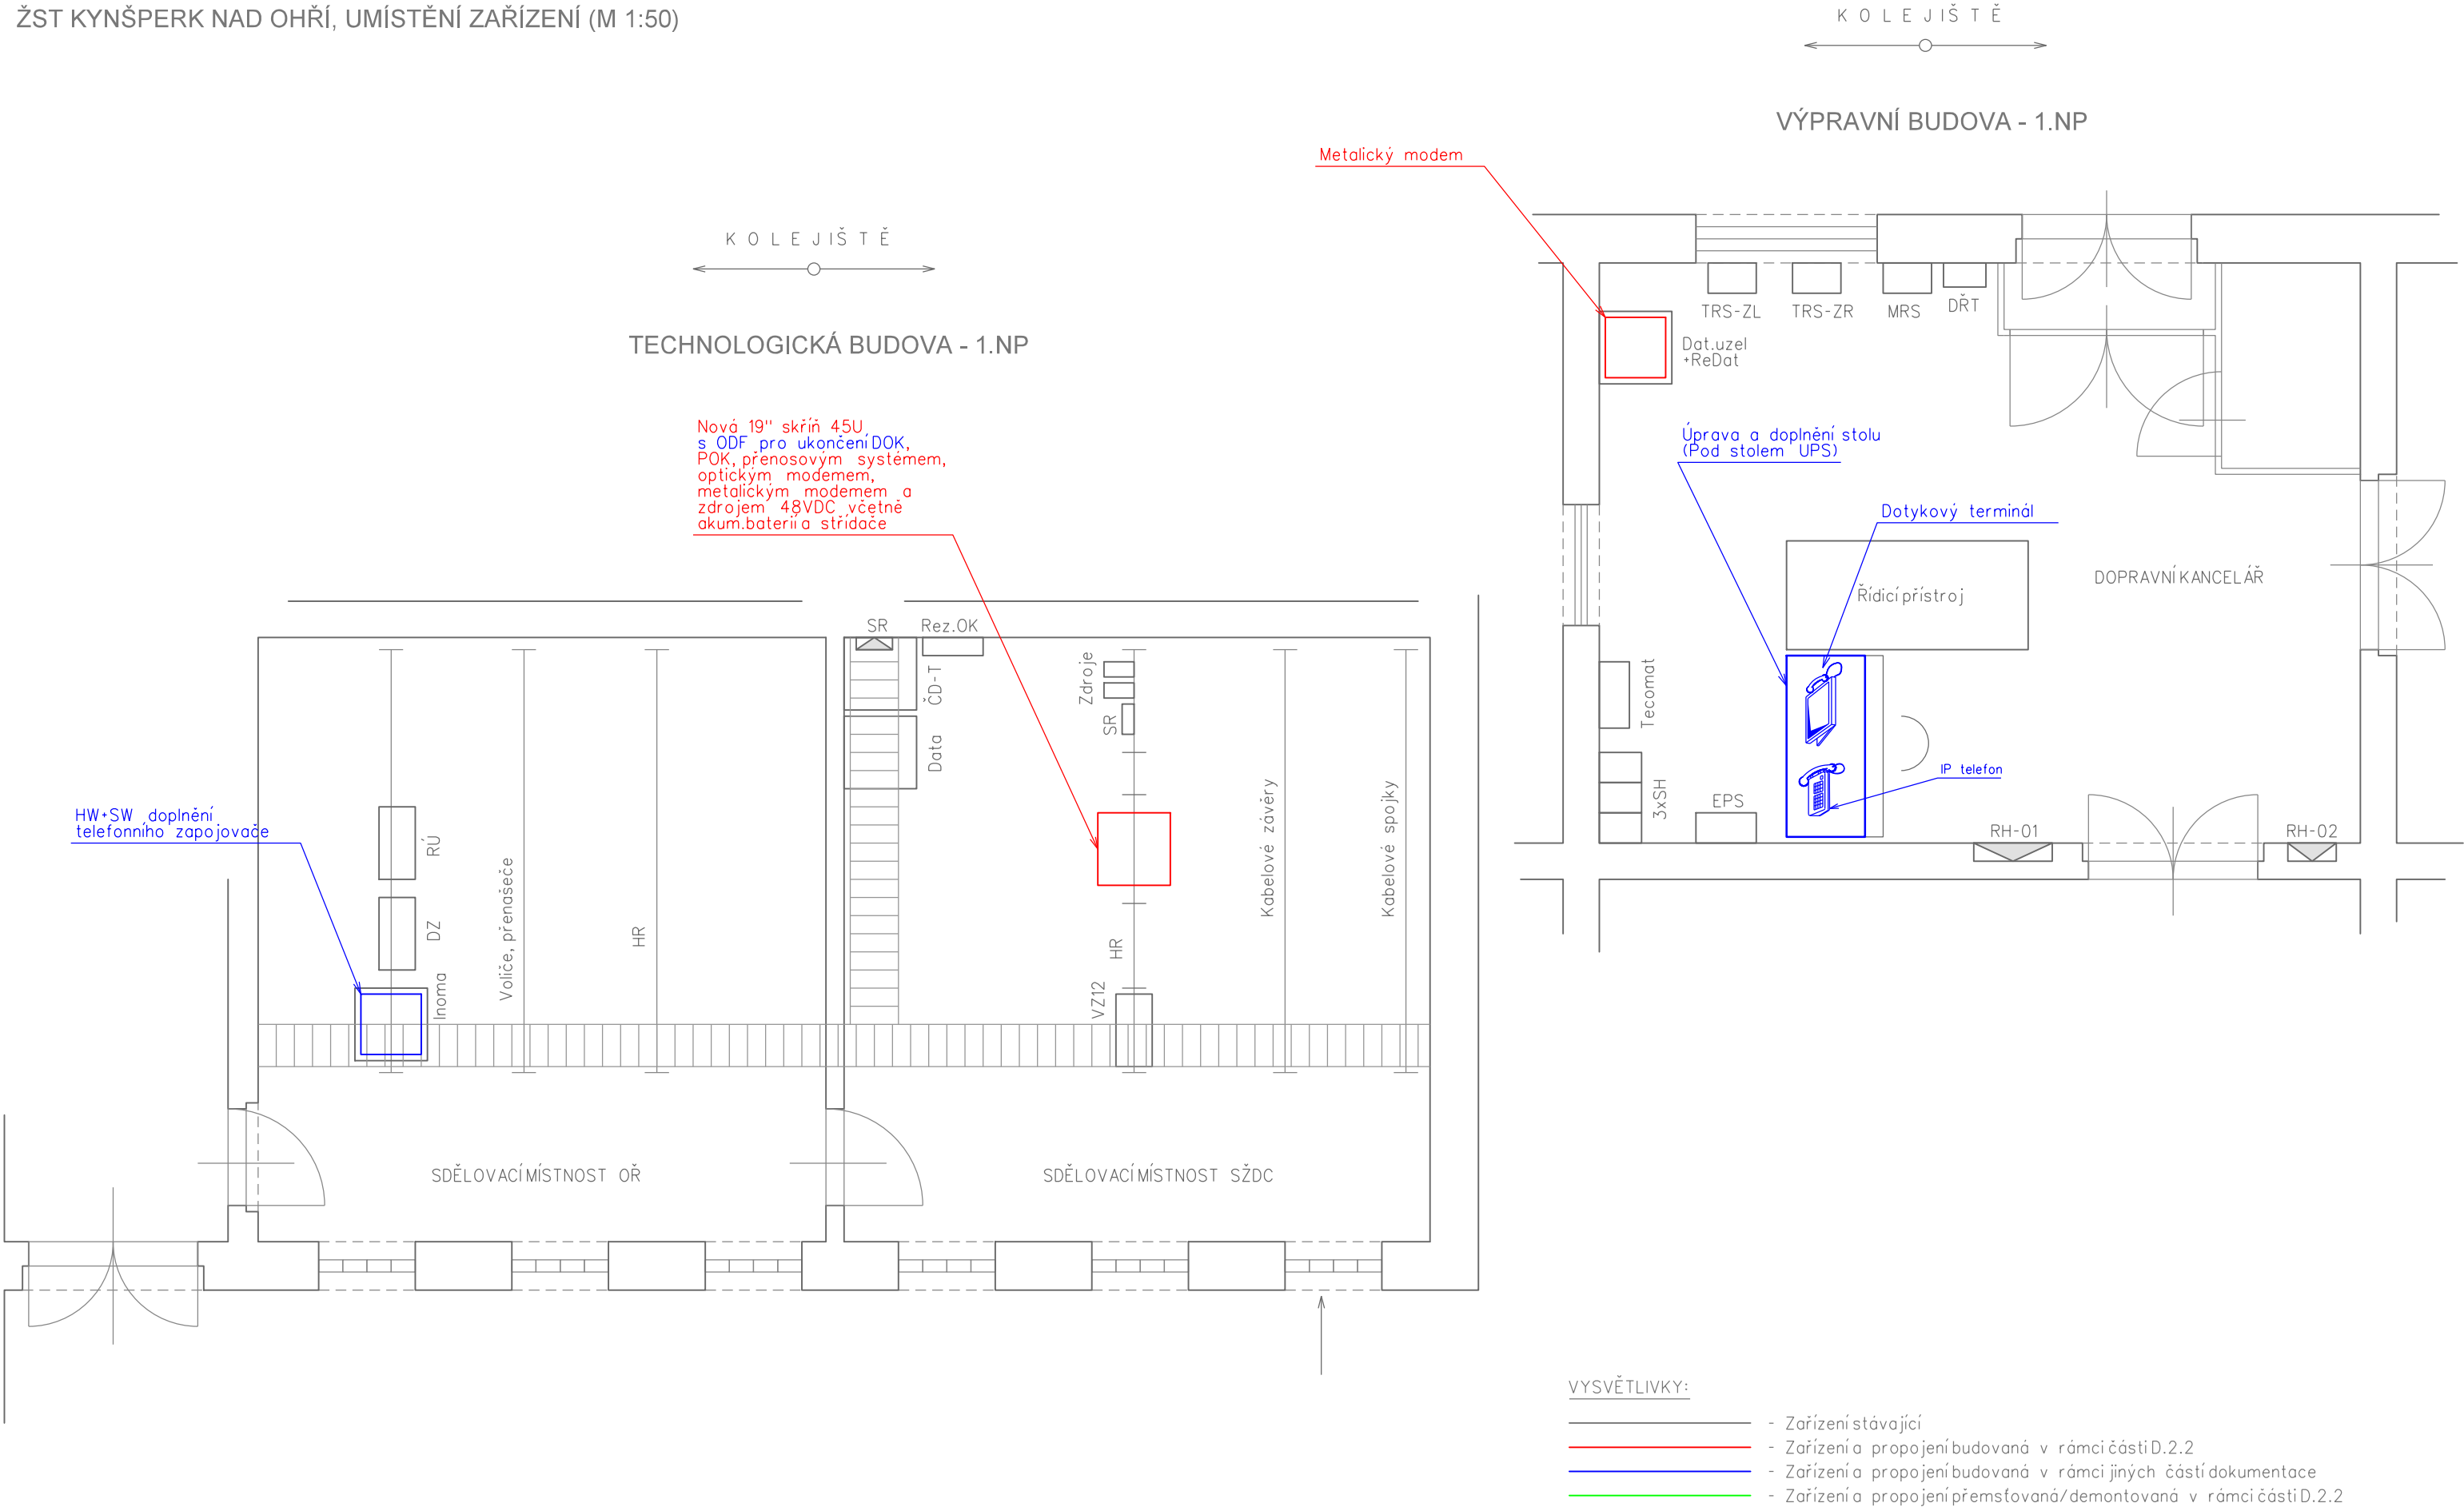 ŽST KYNŠPERK NAD OHŘÍ, UMÍSTĚNÍ ZAŘÍZENÍ (M 1:50)
KOLEJIŠTĚ
VÝPRAVNÍ BUDOVA - 1.NP
Metalický modem
TRS-ZL
TRS-ZR
MRS
DŘT
Dat.uzel
+ReDat
Úprava a doplnění stolu
(Pod stolem UPS)
Dotykový terminál
Řídicí přístroj
DOPRAVNÍ KANCELÁŘ
Tecomat
3xSH
EPS
IP telefon
RH-01
RH-02
KOLEJIŠTĚ
TECHNOLOGICKÁ BUDOVA - 1.NP
Nová 19" skříň 45U
s ODF pro ukončení DOK,
POK, přenosovým systémem,
optickým modemem,
metalickým modemem a
zdrojem 48VDC včetně
akum.baterií a střídače
HW+SW doplnění
telefonního zapojovače
RÚ
DZ
Inoma
Voliče, přenašeče
HR
SR
Rez.OK
ČD-T
Data
Zdroje
SR
HR
VZ12
Kabelové závěry
Kabelové spojky
SDĚLOVACÍ MÍSTNOST OŘ
SDĚLOVACÍ MÍSTNOST SŽDC
VYSVĚTLIVKY:
- Zařízení stávající
- Zařízení a propojení budovaná v rámci části D.2.2
- Zařízení a propojení budovaná v rámci jiných částí dokumentace
- Zařízení a propojení přemsťovaná/demontovaná v rámci části D.2.2